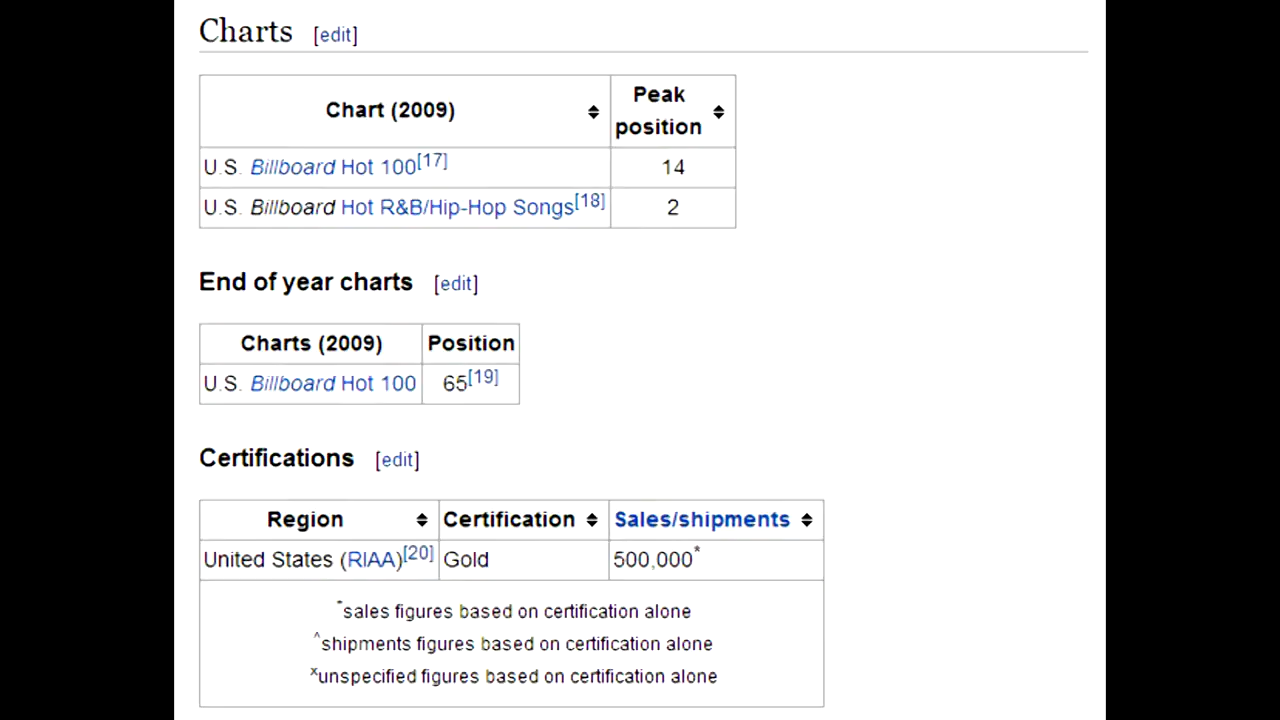 Charts [edit]
Chart (2009) Peak position
U.S. Billboard Hot 100[17] 14
U.S. Billboard Hot R&B/Hip-Hop Songs[18] 2
End of year charts [edit]
Charts (2009) Position
U.S. Billboard Hot 100 65[19]
Certifications [edit]
Region Certification Sales/shipments
United States (RIAA)[20] Gold 500,000*
*sales figures based on certification alone
^shipments figures based on certification alone
xunspecified figures based on certification alone